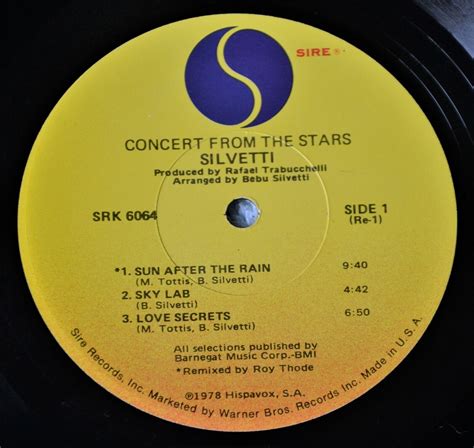 SIRE ®
CONCERT FROM THE STARS
SILVETTI
Produced by Rafael Trabucchelli
Arranged by Bebu Silvetti
SRK 6064
SIDE 1
(Re-1)
*1. SUN AFTER THE RAIN 9:40
(M. Tottis, B. Silvetti)
2. SKY LAB 4:42
(B. Silvetti)
3. LOVE SECRETS 6:50
(M. Tottis, B. Silvetti)
All selections published by
Barnegat Music Corp.-BMI
*Remixed by Roy Thode
℗1978 Hispavox, S.A.
Sire Records, Inc. Marketed by Warner Bros. Records Inc. Made in U.S.A.